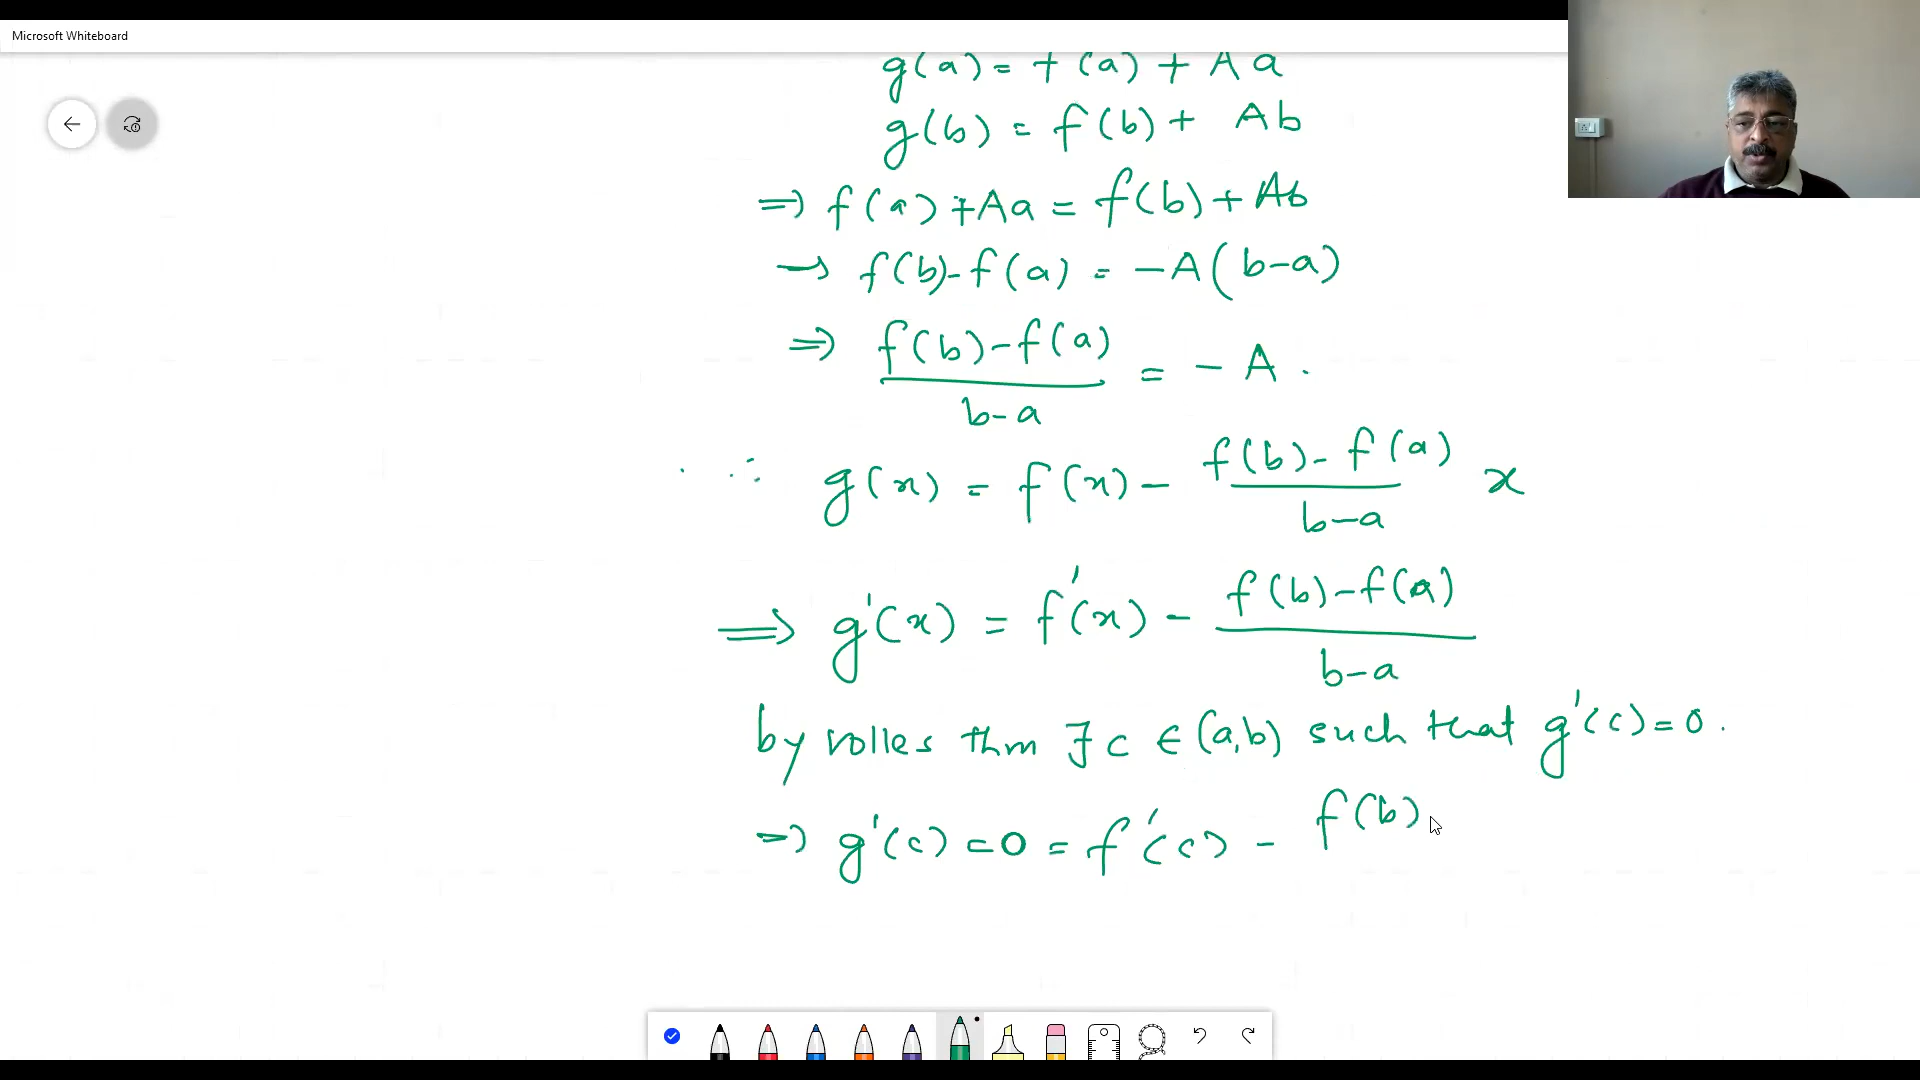 Microsoft Whiteboard
g(a) = f(a) + Aa
g(b) = f(b) + Ab
⇒ f(a) + Aa = f(b) + Ab
→ f(b) - f(a) = -A(b-a)
⇒ f(b) - f(a) / b-a = -A.
∴ g(x) = f(x) - f(b) - f(a) / b-a x
⇒ g'(x) = f'(x) - f(b) - f(a) / b-a
by rolles thm ∃ c ∈ (a,b) such that g'(c) = 0.
⇒ g'(c) = 0 = f'(c) - f(b)